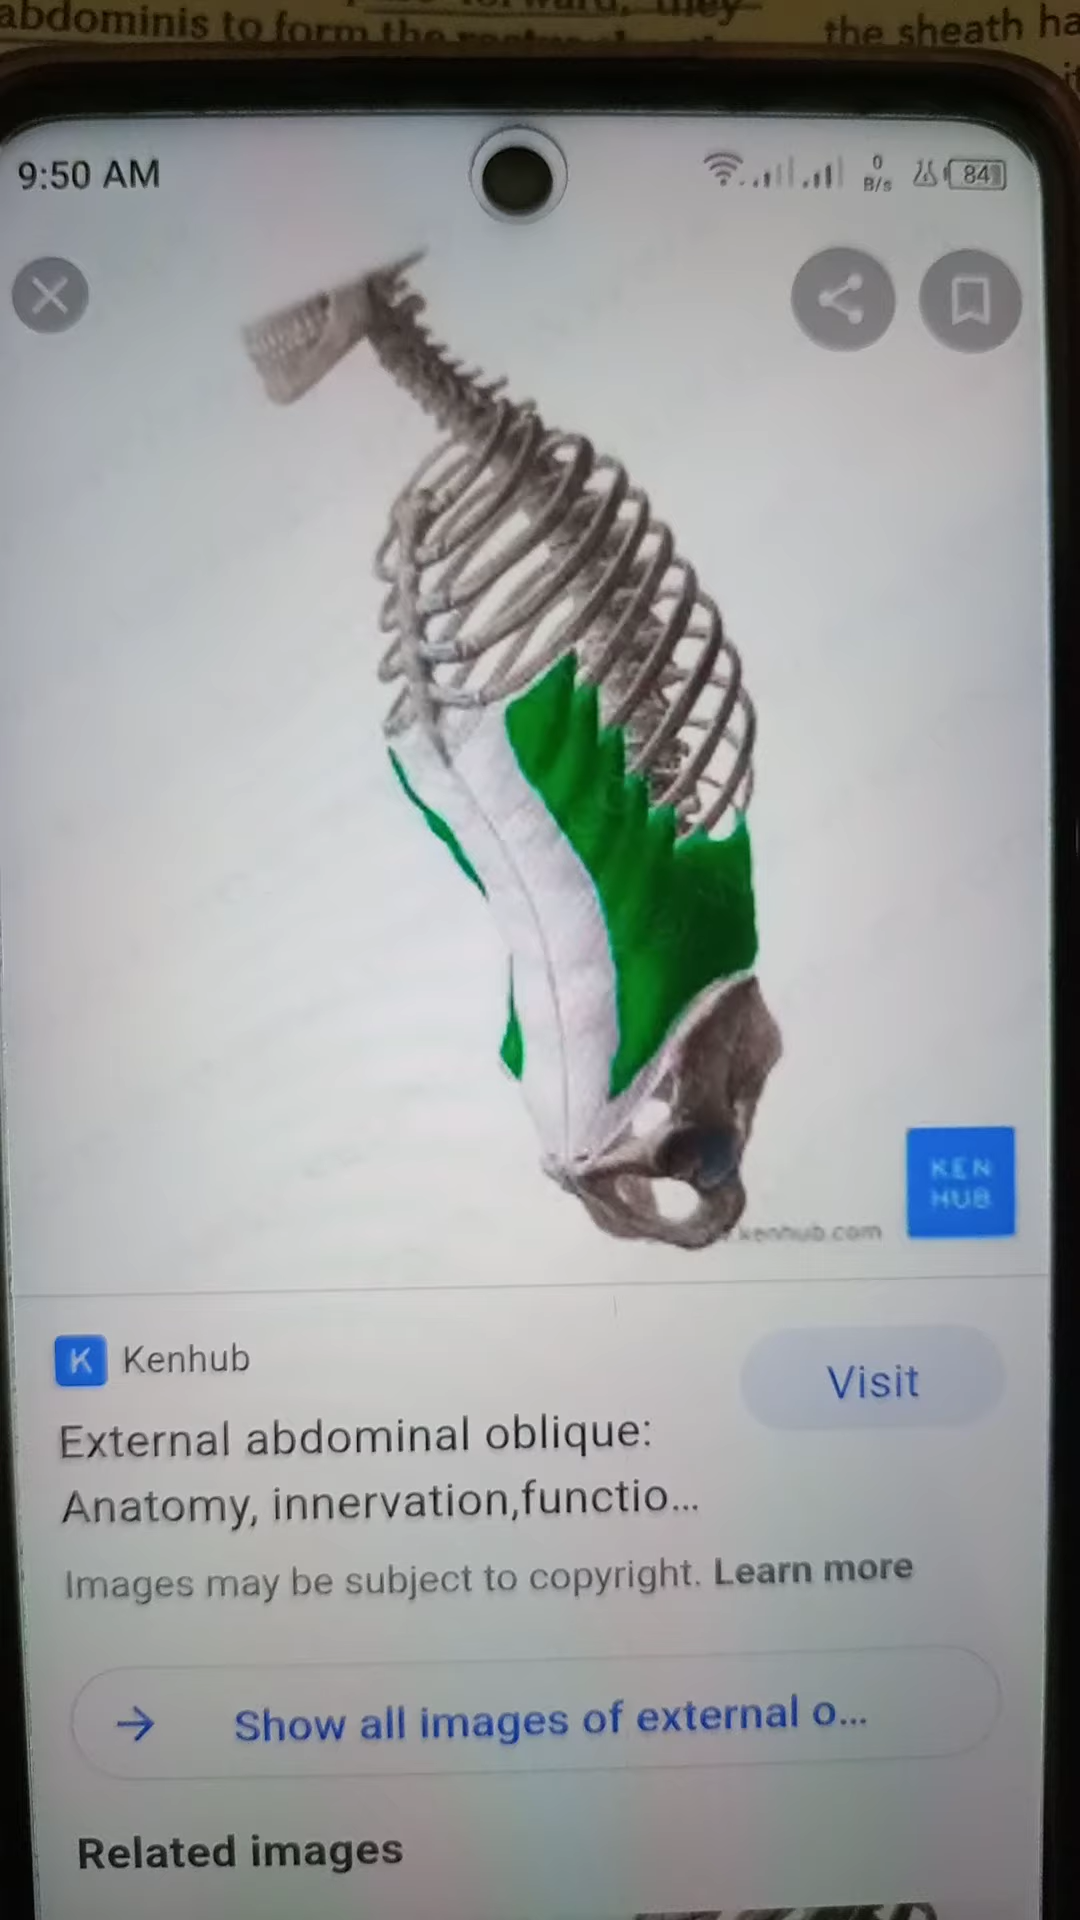 abdominis to form the
they
the sheath ha
9:50 AM
0
B/s
84
KEN
HUB
kenhub.com
K Kenhub
Visit
External abdominal oblique:
Anatomy, innervation,functio...
Images may be subject to copyright. Learn more
Show all images of external o...
Related images